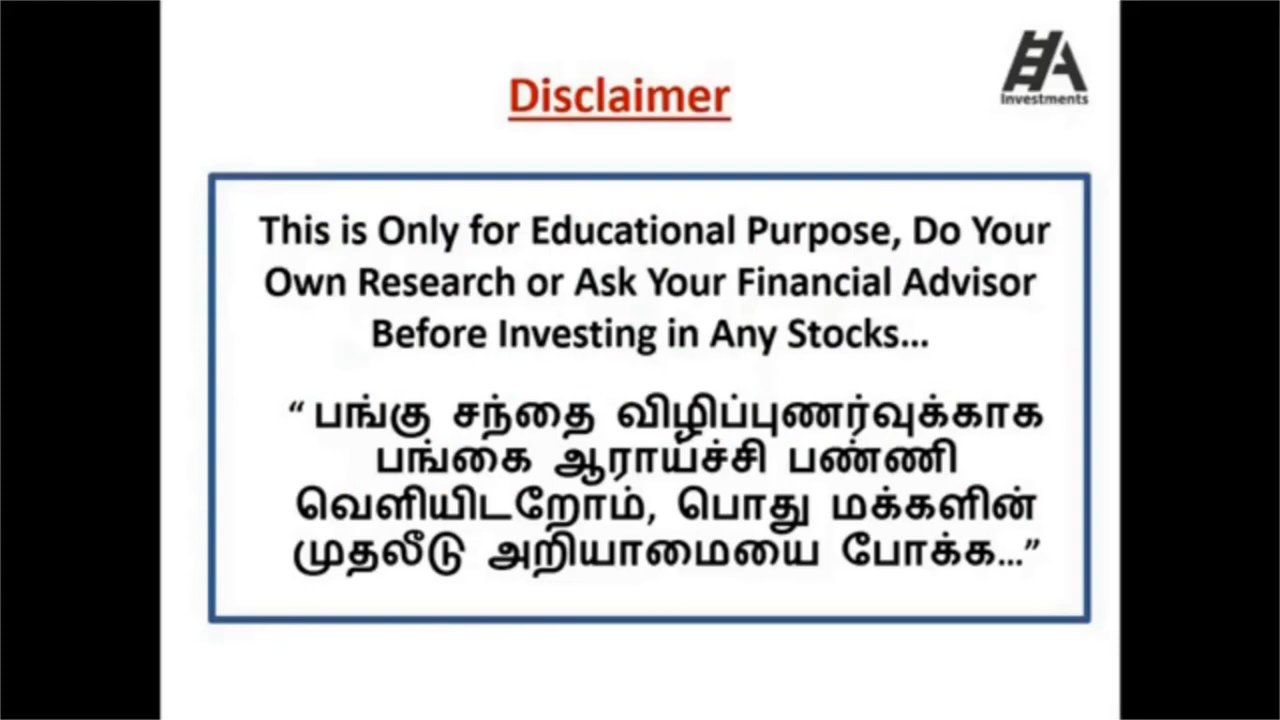 Investments
Disclaimer
This is Only for Educational Purpose, Do Your
Own Research or Ask Your Financial Advisor
Before Investing in Any Stocks...
“ பங்கு சந்தை விழிப்புணர்வுக்காக
பங்கை ஆராய்ச்சி பண்ணி
வெளியிடறோம், பொது மக்களின்
முதலீடு அறியாமையை போக்க...”